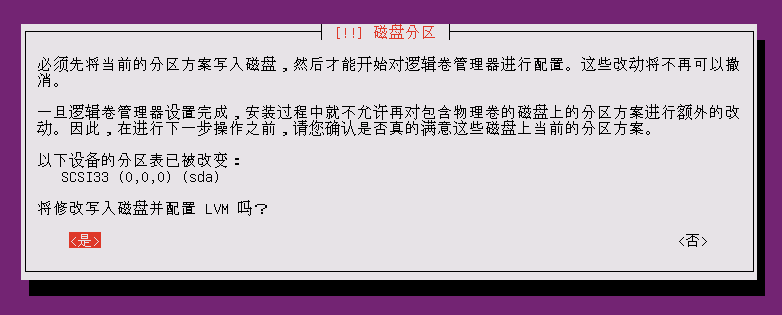 [!!] 磁盘分区
必须先将当前的分区方案写入磁盘，然后才能开始对逻辑卷管理器进行配置。这些改动将不再可以撤
消。
一旦逻辑卷管理器设置完成，安装过程中就不允许再对包含物理卷的磁盘上的分区方案进行额外的改
动。因此，在进行下一步操作之前，请您确认是否真的满意这些磁盘上当前的分区方案。
以下设备的分区表已被改变：
SCSI33 (0,0,0) (sda)
将修改写入磁盘并配置 LVM 吗？
<是> <否>